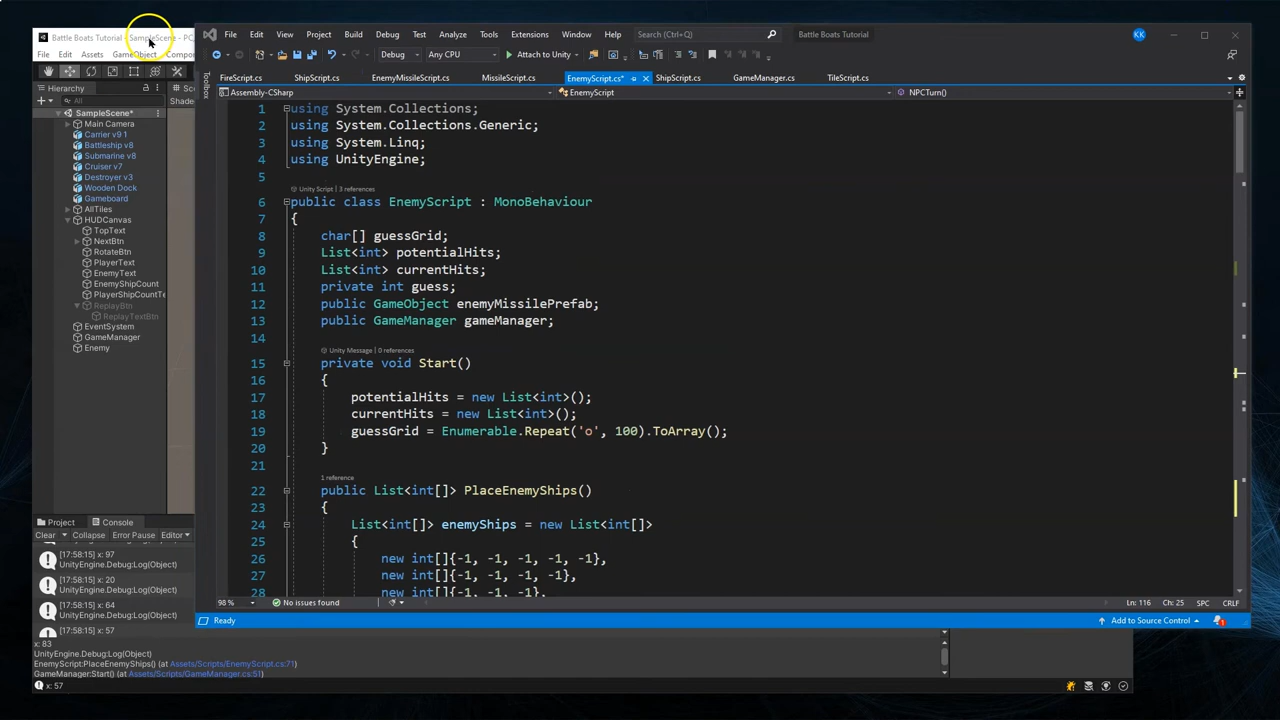 Battle Boats Tutorial - SampleScene - PC,
File Edit Assets GameObject Compon
Hierarchy
All
SampleScene*
Main Camera
Carrier v9 1
Battleship v8
Submarine v8
Cruiser v7
Destroyer v3
Wooden Dock
Gameboard
AllTiles
HUDCanvas
TopText
NextBtn
RotateBtn
PlayerText
EnemyText
EnemyShipCount
PlayerShipCountTe
ReplayBtn
ReplayTextBtn
EventSystem
GameManager
Enemy
Sce
Shade
Project Console
Clear Collapse Error Pause Editor
[17:58:15] x: 97
UnityEngine.Debug:Log(Object)
[17:58:15] x: 20
UnityEngine.Debug:Log(Object)
[17:58:15] x: 64
UnityEngine.Debug:Log(Object)
[17:58:15] x: 57
x: 83
UnityEngine.Debug:Log(Object)
EnemyScript:PlaceEnemyShips() (at Assets/Scripts/EnemyScript.cs:71)
GameManager:Start() (at Assets/Scripts/GameManager.cs:51)
x: 57
File Edit View Project Build Debug Test Analyze Tools Extensions Window Help Search (Ctrl+Q) Battle Boats Tutorial KK
Debug Any CPU Attach to Unity
Toolbox
FireScript.cs ShipScript.cs EnemyMissileScript.cs MissileScript.cs EnemyScript.cs* ShipScript.cs GameManager.cs TileScript.cs
Assembly-CSharp EnemyScript NPCTurn()
1 using System.Collections;
2 using System.Collections.Generic;
3 using System.Linq;
4 using UnityEngine;
5
Unity Script | 3 references
6 public class EnemyScript : MonoBehaviour
7 {
8 char[] guessGrid;
9 List<int> potentialHits;
10 List<int> currentHits;
11 private int guess;
12 public GameObject enemyMissilePrefab;
13 public GameManager gameManager;
14
Unity Message | 0 references
15 private void Start()
16 {
17 potentialHits = new List<int>();
18 currentHits = new List<int>();
19 guessGrid = Enumerable.Repeat('o', 100).ToArray();
20 }
21
1 reference
22 public List<int[]> PlaceEnemyShips()
23 {
24 List<int[]> enemyShips = new List<int[]>
25 {
26 new int[]{-1, -1, -1, -1, -1},
27 new int[]{-1, -1, -1, -1},
28 new int[]{-1, -1, -1},
98 % No issues found Ln: 116 Ch: 25 SPC CRLF
Ready Add to Source Control 1